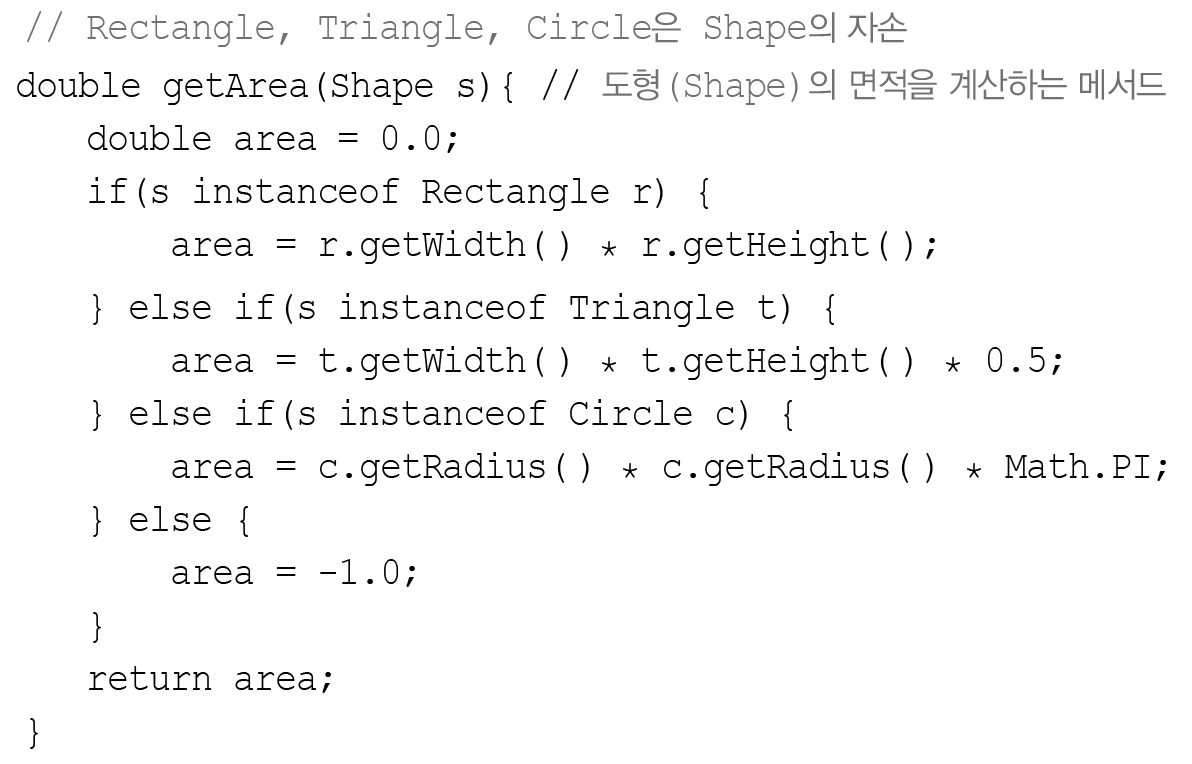 // Rectangle, Triangle, Circle은 Shape의 자손
double getArea(Shape s){ // 도형(Shape)의 면적을 계산하는 메서드
    double area = 0.0;
    if(s instanceof Rectangle r) {
        area = r.getWidth() * r.getHeight();
    } else if(s instanceof Triangle t) {
        area = t.getWidth() * t.getHeight() * 0.5;
    } else if(s instanceof Circle c) {
        area = c.getRadius() * c.getRadius() * Math.PI;
    } else {
        area = -1.0;
    }
    return area;
}